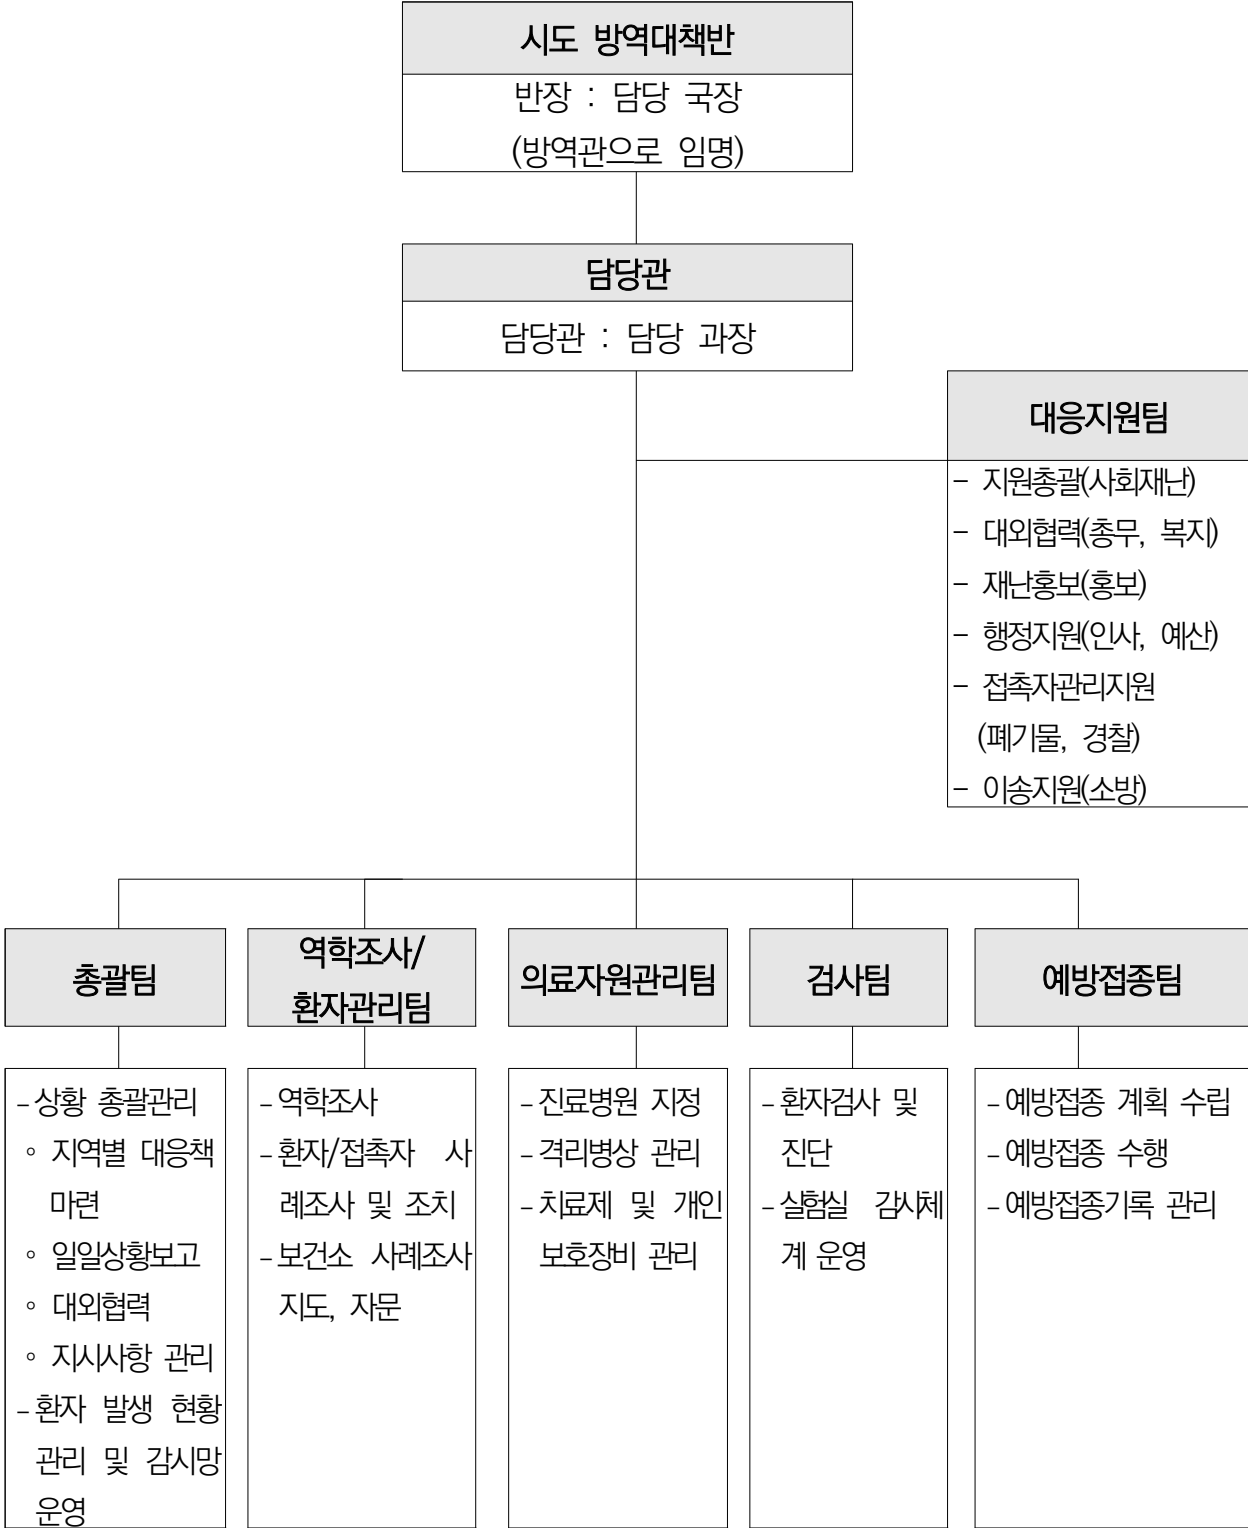 시도 방역대책반
반장 : 담당 국장
(방역관으로 임명)
담당관
담당관 : 담당 과장
대응지원팀
- 지원총괄(사회재난)
- 대외협력(총무, 복지)
- 재난홍보(홍보)
- 행정지원(인사, 예산)
- 접촉자관리지원
(폐기물, 경찰)
- 이송지원(소방)
총괄팀
- 상황 총괄관리
◦ 지역별 대응책
마련
◦ 일일상황보고
◦ 대외협력
◦ 지시사항 관리
- 환자 발생 현황
관리 및 감시망
운영
역학조사/
환자관리팀
- 역학조사
- 환자/접촉자 사
례조사 및 조치
- 보건소 사례조사
지도, 자문
의료자원관리팀
- 진료병원 지정
- 격리병상 관리
- 치료제 및 개인
보호장비 관리
검사팀
- 환자검사 및
진단
- 실험실 감시체
계 운영
예방접종팀
- 예방접종 계획 수립
- 예방접종 수행
- 예방접종기록 관리